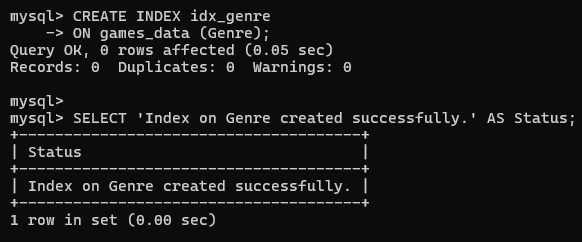 mysql> CREATE INDEX idx_genre
    -> ON games_data (Genre);
Query OK, 0 rows affected (0.05 sec)
Records: 0  Duplicates: 0  Warnings: 0

mysql>
mysql> SELECT 'Index on Genre created successfully.' AS Status;
+--------------------------------------+
| Status                               |
+--------------------------------------+
| Index on Genre created successfully. |
+--------------------------------------+
1 row in set (0.00 sec)